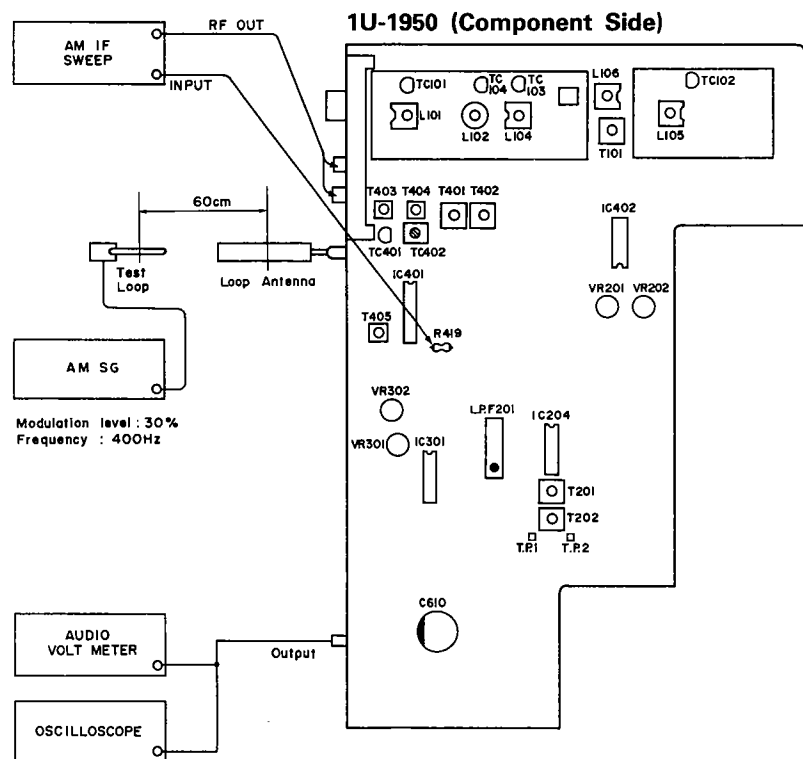 1U-1950 (Component Side)
AM IF
SWEEP
RF OUT
INPUT
TC101
TC
104
TC
103
L106
TC102
L101
L102
L104
T101
L105
60cm
T403
T404
T401
T402
IC402
TC401
TC402
Test
Loop
Loop Antenna
IC401
VR201
VR202
T405
R419
AM SG
Modulation level : 30%
Frequency : 400Hz
VR302
L.P.F201
IC204
VR301
IC301
T201
T202
T.P.1
T.P.2
C610
AUDIO
VOLT METER
Output
OSCILLOSCOPE